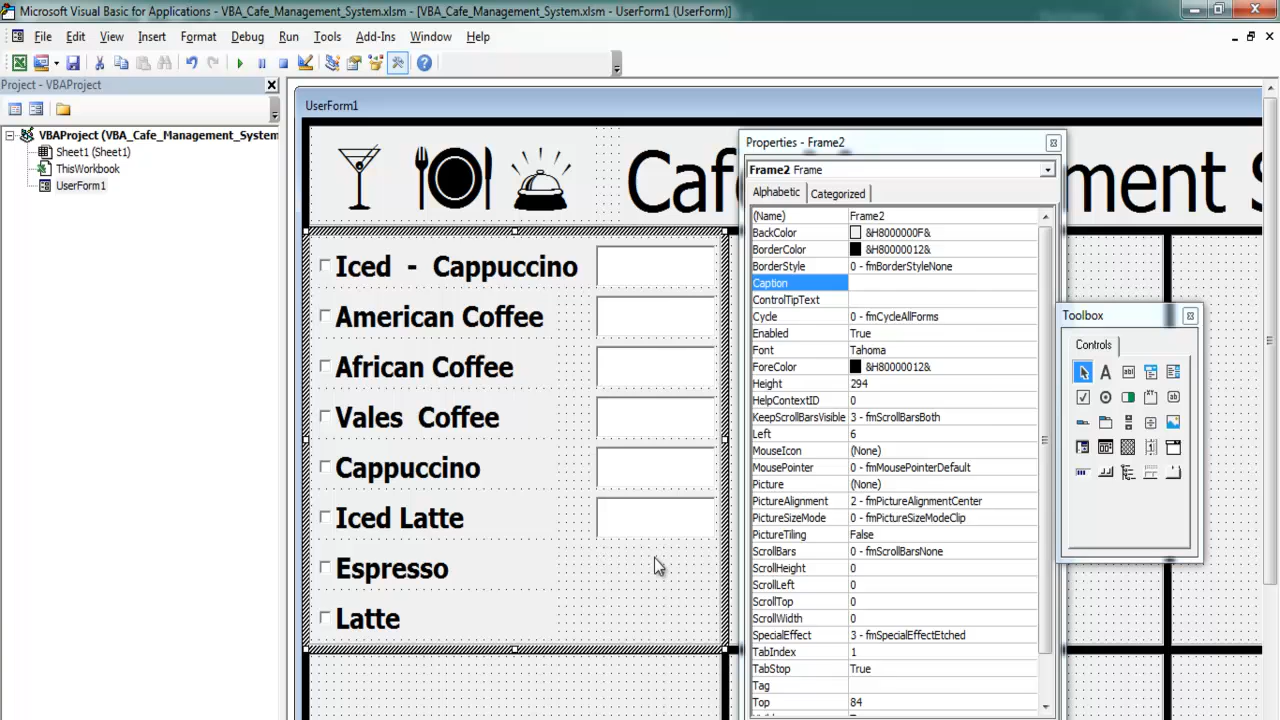 Microsoft Visual Basic for Applications - VBA_Cafe_Management_System.xlsm - [VBA_Cafe_Management_System.xlsm - UserForm1 (UserForm)]
File Edit View Insert Format Debug Run Tools Add-Ins Window Help
Project - VBAProject
VBAProject (VBA_Cafe_Management_System
Sheet1 (Sheet1)
ThisWorkbook
UserForm1
UserForm1
ment S
Iced - Cappuccino
American Coffee
African Coffee
Vales Coffee
Cappuccino
Iced Latte
Espresso
Latte
Properties - Frame2
Frame2 Frame
Alphabetic Categorized
(Name) Frame2
BackColor &H8000000F&
BorderColor &H80000012&
BorderStyle 0 - fmBorderStyleNone
Caption
ControlTipText
Cycle 0 - fmCycleAllForms
Enabled True
Font Tahoma
ForeColor &H80000012&
Height 294
HelpContextID 0
KeepScrollBarsVisible 3 - fmScrollBarsBoth
Left 6
MouseIcon (None)
MousePointer 0 - fmMousePointerDefault
Picture (None)
PictureAlignment 2 - fmPictureAlignmentCenter
PictureSizeMode 0 - fmPictureSizeModeClip
PictureTiling False
ScrollBars 0 - fmScrollBarsNone
ScrollHeight 0
ScrollLeft 0
ScrollTop 0
ScrollWidth 0
SpecialEffect 3 - fmSpecialEffectEtched
TabIndex 1
TabStop True
Tag
Top 84
Toolbox
Controls